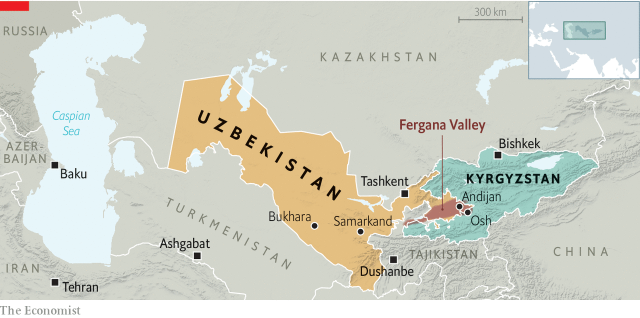 300 km
RUSSIA
KAZAKHSTAN
Caspian
Sea
UZBEKISTAN
Fergana Valley
AZER-
BAIJAN
Bishkek
Baku
Tashkent
KYRGYZSTAN
Andijan
TURKMENISTAN
Bukhara
Samarkand
Osh
Ashgabat
TAJIKISTAN
CHINA
IRAN
Dushanbe
Tehran
The Economist